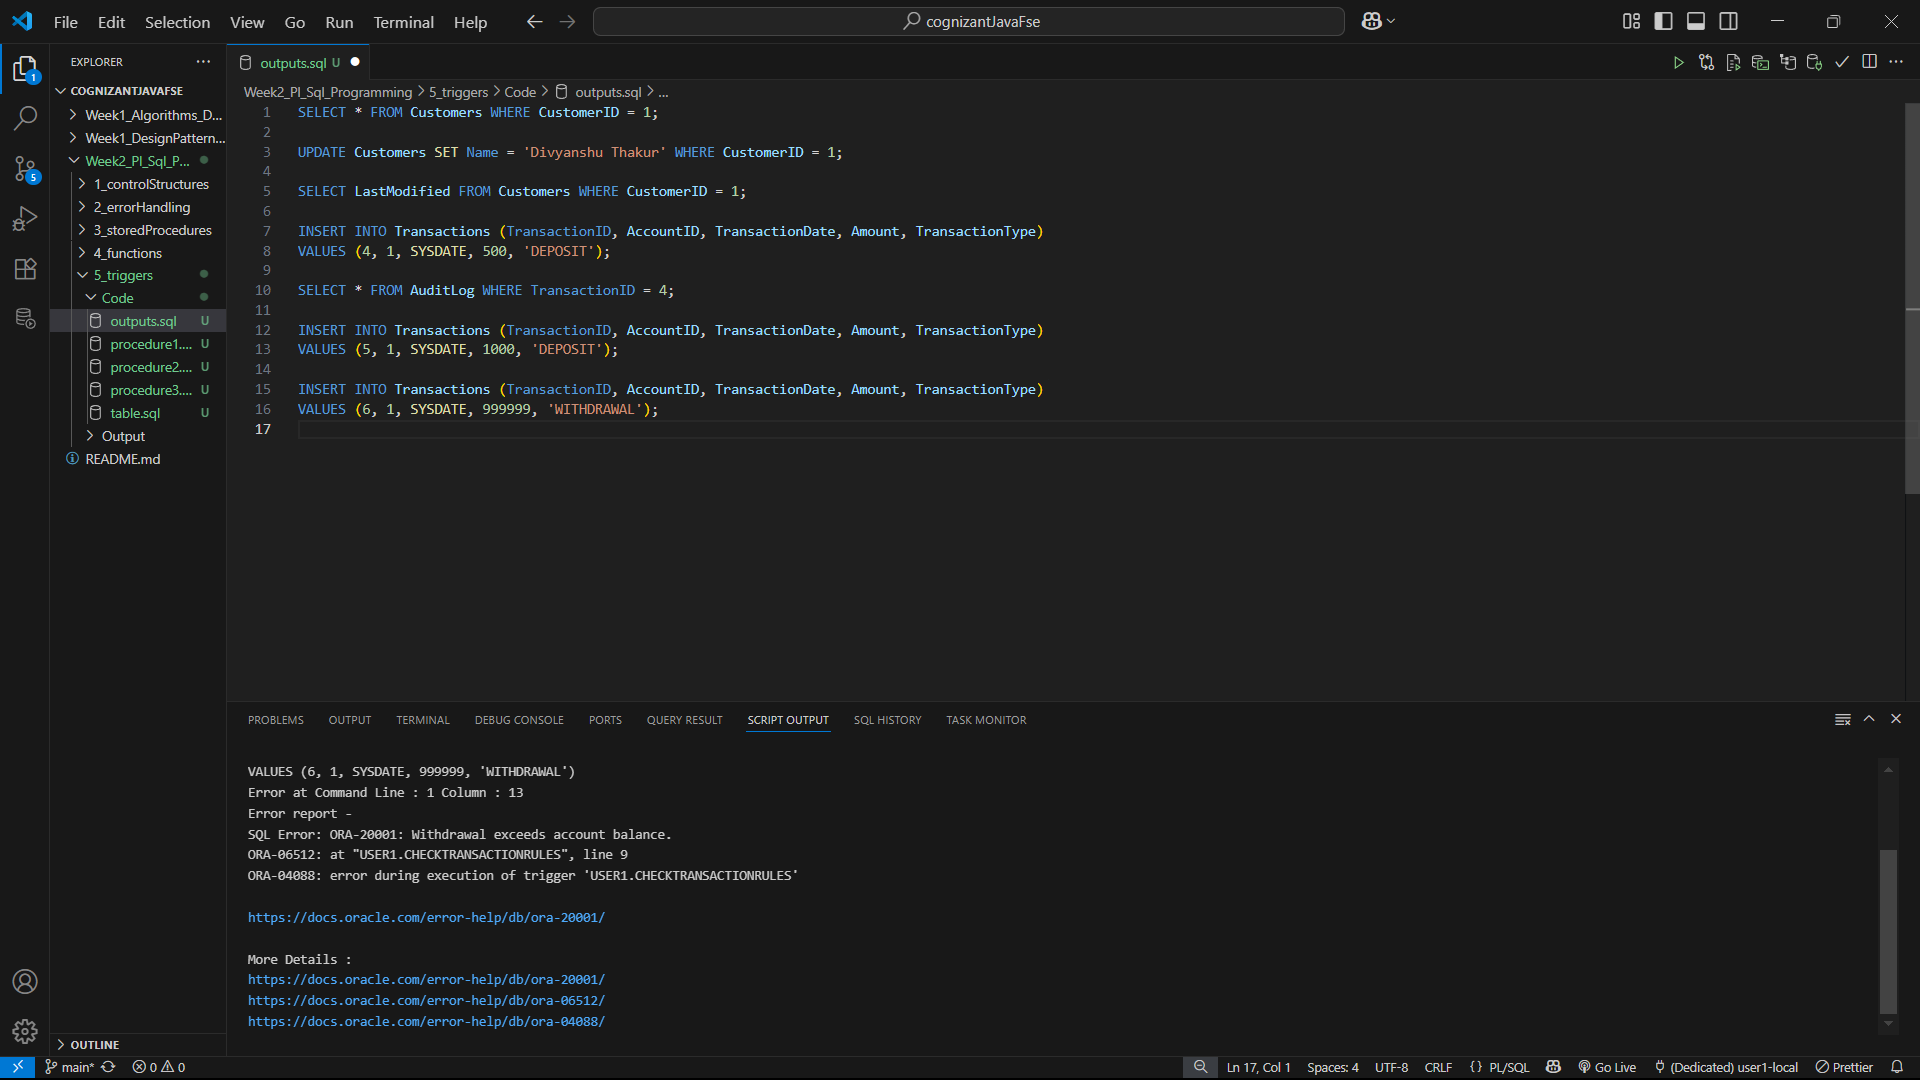 File Edit Selection View Go Run Terminal Help
cognizantJavaFse
EXPLORER
outputs.sql U
COGNIZANTJAVAFSE
Week1_Algorithms_D...
Week1_DesignPattern...
Week2_Pl_Sql_P...
1_controlStructures
2_errorHandling
3_storedProcedures
4_functions
5_triggers
Code
outputs.sql U
procedure1.... U
procedure2.... U
procedure3.... U
table.sql U
Output
README.md
OUTLINE
1
5
Week2_Pl_Sql_Programming > 5_triggers > Code > outputs.sql > ...
1 SELECT * FROM Customers WHERE CustomerID = 1;
2
3 UPDATE Customers SET Name = 'Divyanshu Thakur' WHERE CustomerID = 1;
4
5 SELECT LastModified FROM Customers WHERE CustomerID = 1;
6
7 INSERT INTO Transactions (TransactionID, AccountID, TransactionDate, Amount, TransactionType)
8 VALUES (4, 1, SYSDATE, 500, 'DEPOSIT');
9
10 SELECT * FROM AuditLog WHERE TransactionID = 4;
11
12 INSERT INTO Transactions (TransactionID, AccountID, TransactionDate, Amount, TransactionType)
13 VALUES (5, 1, SYSDATE, 1000, 'DEPOSIT');
14
15 INSERT INTO Transactions (TransactionID, AccountID, TransactionDate, Amount, TransactionType)
16 VALUES (6, 1, SYSDATE, 999999, 'WITHDRAWAL');
17
PROBLEMS OUTPUT TERMINAL DEBUG CONSOLE PORTS QUERY RESULT SCRIPT OUTPUT SQL HISTORY TASK MONITOR
VALUES (6, 1, SYSDATE, 999999, 'WITHDRAWAL')
Error at Command Line : 1 Column : 13
Error report -
SQL Error: ORA-20001: Withdrawal exceeds account balance.
ORA-06512: at "USER1.CHECKTRANSACTIONRULES", line 9
ORA-04088: error during execution of trigger 'USER1.CHECKTRANSACTIONRULES'
https://docs.oracle.com/error-help/db/ora-20001/
More Details :
https://docs.oracle.com/error-help/db/ora-20001/
https://docs.oracle.com/error-help/db/ora-06512/
https://docs.oracle.com/error-help/db/ora-04088/
main* 0 0 Ln 17, Col 1 Spaces: 4 UTF-8 CRLF {} PL/SQL Go Live (Dedicated) user1-local Prettier